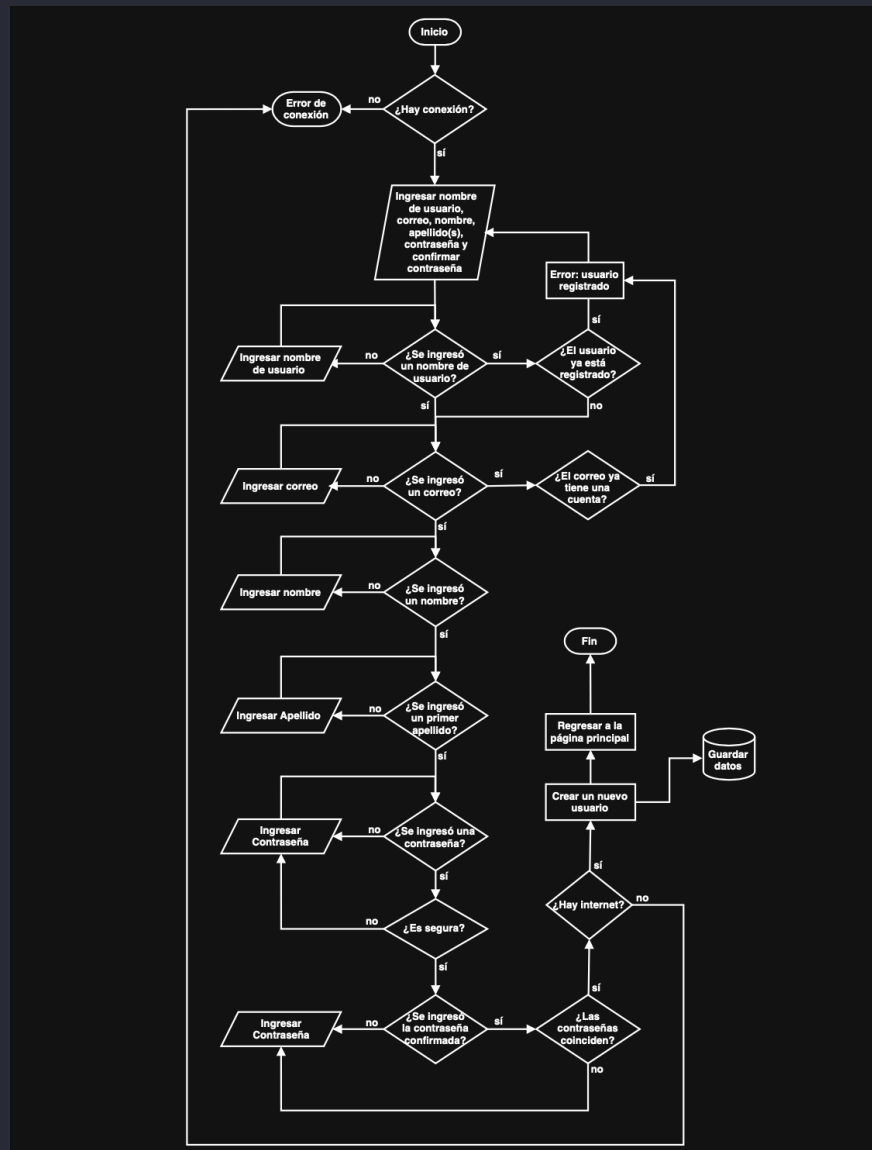 Inicio
Error de
conexión
no
¿Hay conexión?
sí
Ingresar nombre
de usuario,
correo, nombre,
apellido(s),
contraseña y
confirmar
contraseña
Error: usuario
registrado
sí
Ingresar nombre
de usuario
no
¿Se ingresó
un nombre de
usuario?
sí
¿El usuario
ya está
registrado?
sí
no
Ingresar correo
no
¿Se ingresó
un correo?
sí
¿El correo ya
tiene una
cuenta?
sí
sí
Ingresar nombre
no
¿Se ingresó
un nombre?
sí
Fin
Ingresar Apellido
no
¿Se ingresó
un primer
apellido?
sí
Regresar a la
página principal
Guardar
datos
Crear un nuevo
usuario
Ingresar
Contraseña
no
¿Se ingresó una
contraseña?
sí
sí
¿Hay internet?
no
no
¿Es segura?
sí
sí
Ingresar
Contraseña
no
¿Se ingresó
la contraseña
confirmada?
sí
¿Las
contraseñas
coinciden?
no